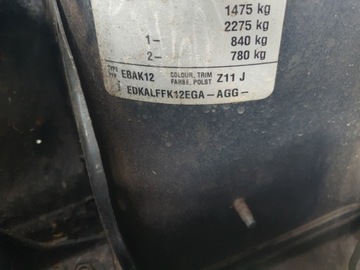 1475 kg
2275 kg
1- 840 kg
2- 780 kg
TYPE EBAK12 COLOUR, TRIM Z11 J
FARBE, POLST
EDKALFFK12EGA-AGG-